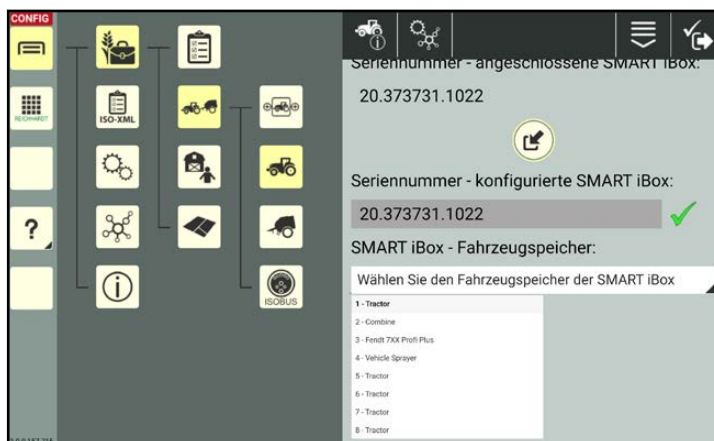 CONFIG
REICHHARDT
ISO-XML
?
ISOBUS
Seriennummer - angeschlossene SMART iBox:
20.373731.1022
Seriennummer - konfigurierte SMART iBox:
20.373731.1022
SMART iBox - Fahrzeugspeicher:
Wählen Sie den Fahrzeugspeicher der SMART iBox
1 - Tractor
2 - Combine
3 - Fendt 7XX Profi Plus
4 - Vehicle Sprayer
5 - Tractor
6 - Tractor
7 - Tractor
8 - Tractor